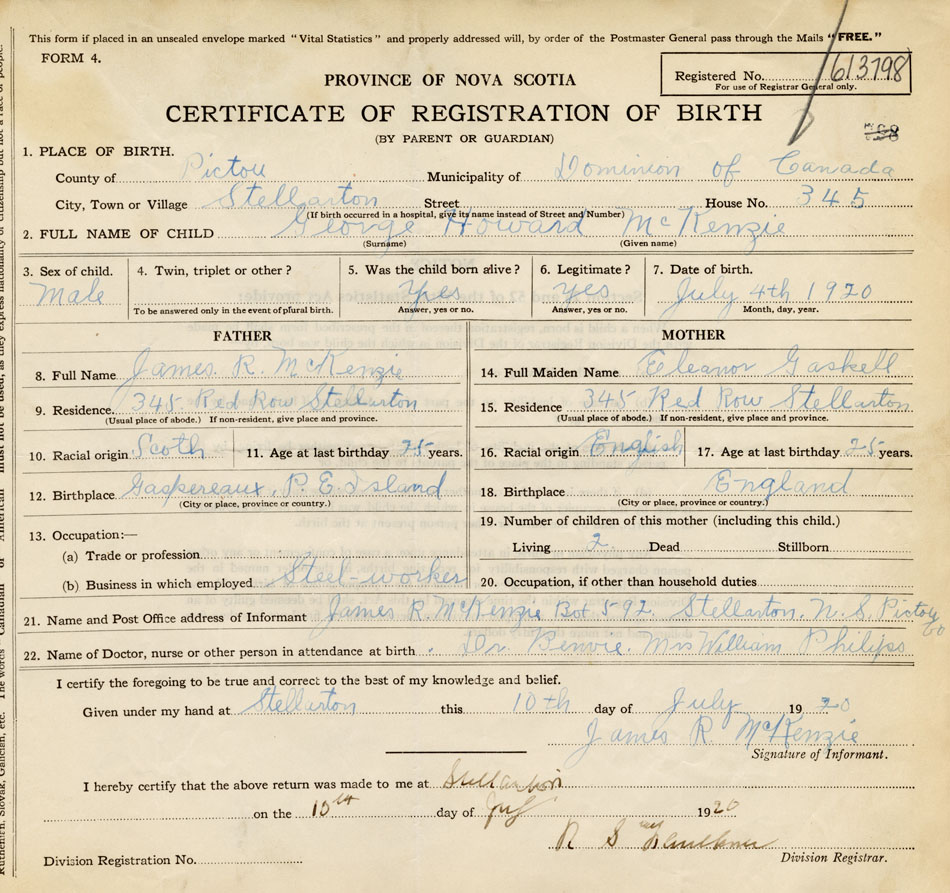 This form if placed in an unsealed envelope marked "Vital Statistics" and properly addressed will, by order of the Postmaster General pass through the Mails "FREE."
FORM 4.
Registered No. 613798
For use of Registrar General only.
PROVINCE OF NOVA SCOTIA
CERTIFICATE OF REGISTRATION OF BIRTH
(BY PARENT OR GUARDIAN)
798
1. PLACE OF BIRTH.
County of Pictou Municipality of Dominion of Canada
City, Town or Village Stellarton Street House No. 345
(If birth occurred in a hospital, give its name instead of Street and Number)
2. FULL NAME OF CHILD George Howard McKenzie
(Surname) (Given name)
3. Sex of child. 4. Twin, triplet or other? 5. Was the child born alive? 6. Legitimate? 7. Date of birth.
Male Yes Yes July 4th 1920
To be answered only in the event of plural birth. Answer, yes or no. Answer, yes or no. Month, day, year.
FATHER
8. Full Name James. R. McKenzie
9. Residence. 345 Red Row Stellarton
(Usual place of abode.) If non-resident, give place and province.
10. Racial origin Scoth 11. Age at last birthday 25 years.
12. Birthplace Gaspereaux, P. E. Island
(City or place, province or country.)
13. Occupation:—
(a) Trade or profession
(b) Business in which employed Steel-worker
MOTHER
14. Full Maiden Name Eleanor Gaskell
15. Residence 345 Red Row Stellarton
(Usual place of abode.) If non-resident, give place and province.
16. Racial origin English 17. Age at last birthday 25 years.
18. Birthplace England
(City or place, province or country.)
19. Number of children of this mother (including this child.)
Living 2 Dead Stillborn
20. Occupation, if other than household duties
21. Name and Post Office address of Informant James R. McKenzie Box 592. Stellarton. N. S. Pictou Co
22. Name of Doctor, nurse or other person in attendance at birth Dr. Benvie. Mrs William Philips
I certify the foregoing to be true and correct to the best of my knowledge and belief.
Given under my hand at Stellarton this 10th day of July 1920
James R McKenzie
Signature of Informant.
I hereby certify that the above return was made to me at Stellarton
on the 10th day of July 1920
R S
Division Registration No. Division Registrar.